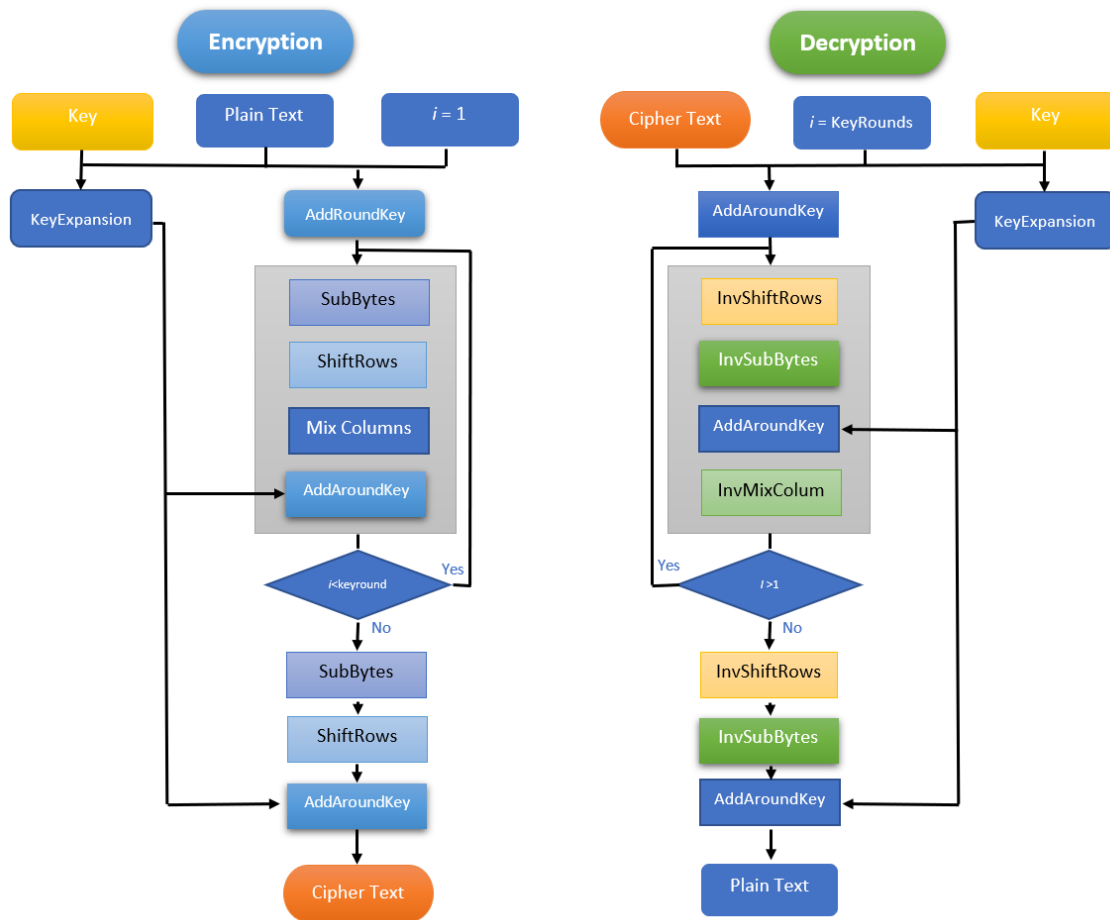 Encryption
Key
Plain Text
i = 1
KeyExpansion
AddRoundKey
SubBytes
ShiftRows
Mix Columns
AddAroundKey
i<keyround
Yes
No
SubBytes
ShiftRows
AddAroundKey
Cipher Text
Decryption
Cipher Text
i = KeyRounds
Key
AddAroundKey
KeyExpansion
InvShiftRows
InvSubBytes
AddAroundKey
InvMixColum
Yes
I >1
No
InvShiftRows
InvSubBytes
AddAroundKey
Plain Text